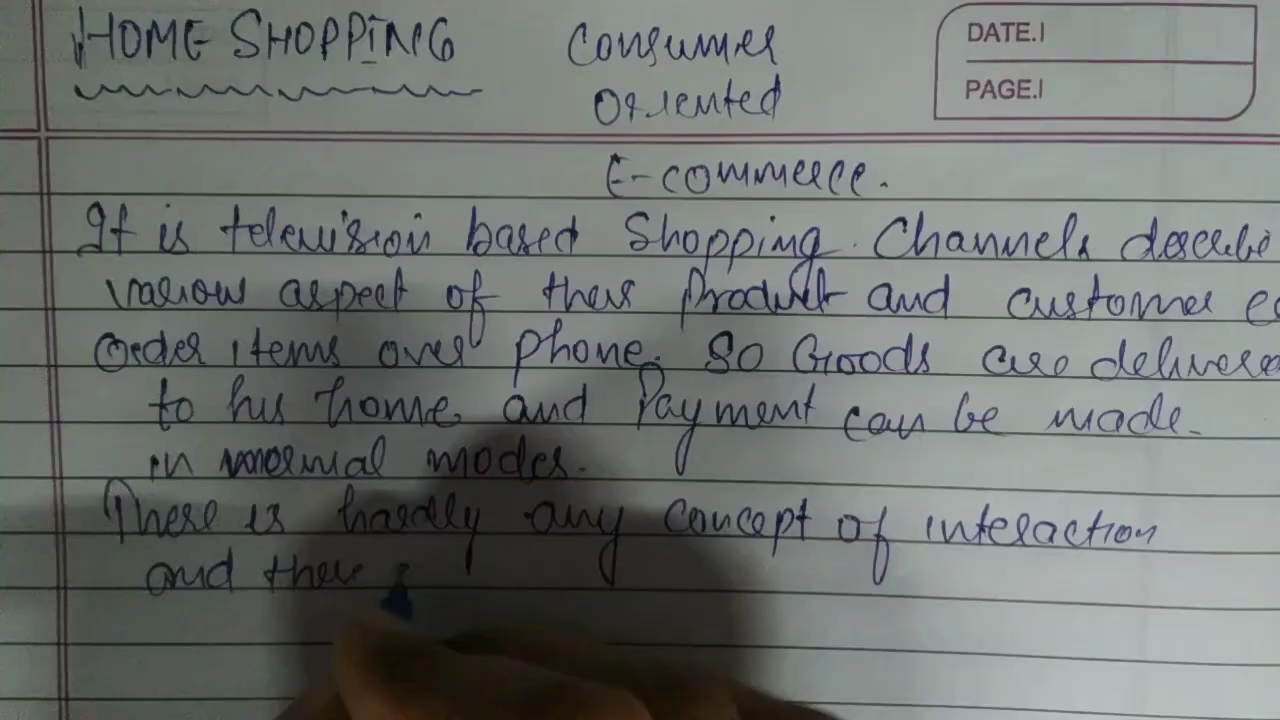 HOME SHOPPING
Consumer
Oriented
E-commerce.
DATE.I
PAGE.I
It is television based Shopping. Channels describe
various aspect of their Product and customer
order items over phone. So Goods are delivere
to his home and Payment can be made
in normal modes.
There is hardly any concept of interaction
and there